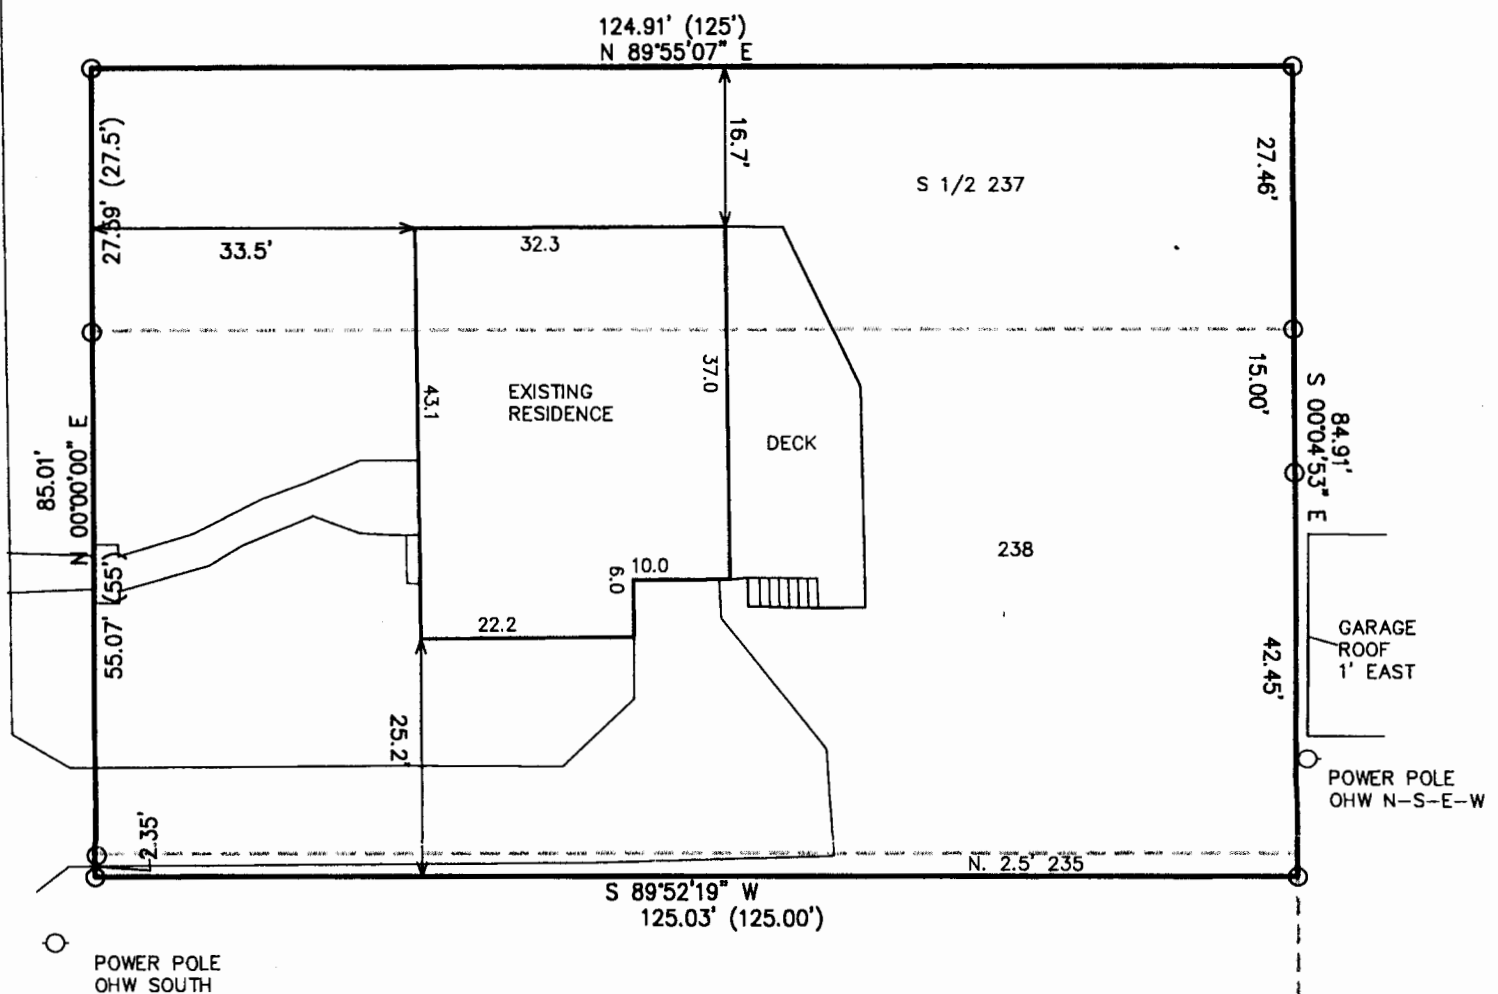 124.91' (125')
N 89°55'07" E
27.59' (27.5')
16.7'
27.46'
S 1/2 237
33.5'
32.3
43.1
37.0
EXISTING
RESIDENCE
DECK
15.00'
84.91'
S 00°04'53" E
85.01'
N 00°00'00" E
55.07' (55')
6.0
10.0
22.2
238
42.45'
GARAGE
ROOF
1' EAST
25.2'
POWER POLE
OHW N-S-E-W
2.35'
N. 2.5' 235
S 89°52'19" W
125.03' (125.00')
POWER POLE
OHW SOUTH